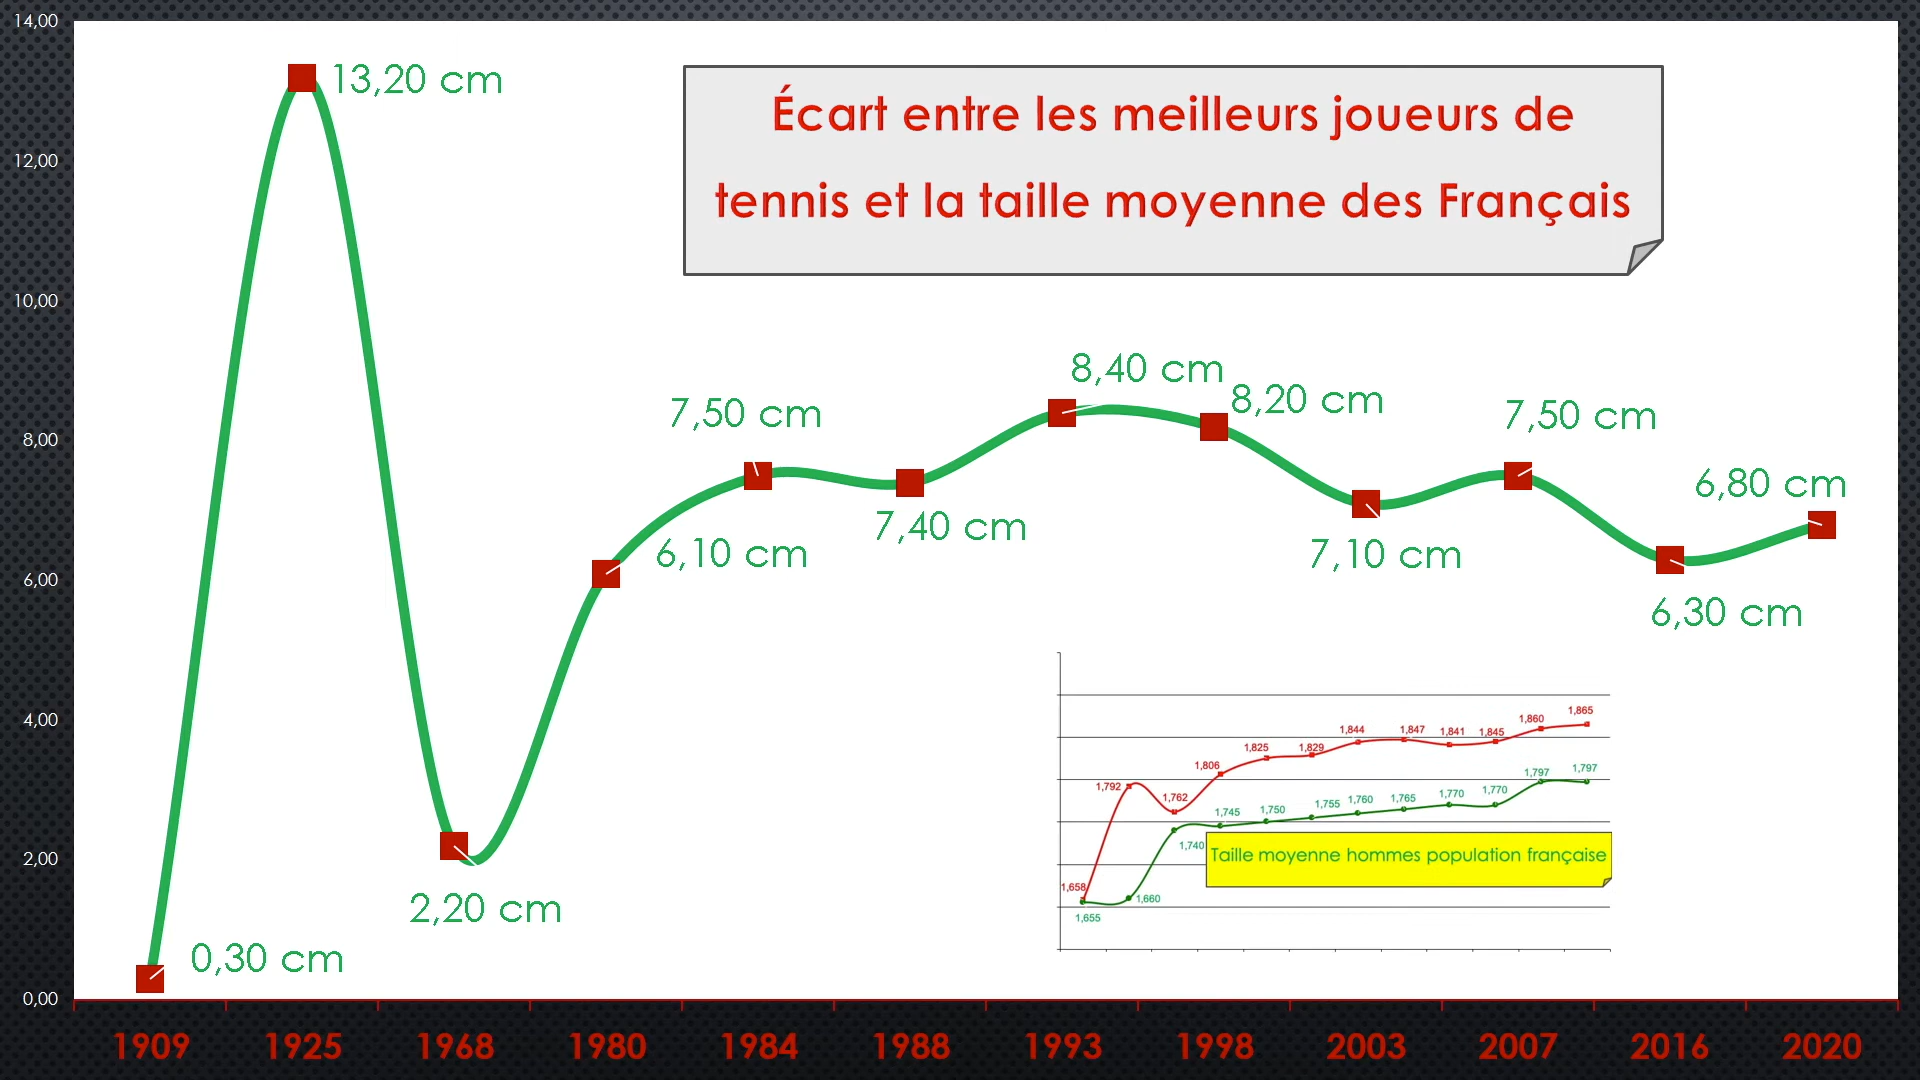 14,00
12,00
10,00
8,00
6,00
4,00
2,00
0,00
Écart entre les meilleurs joueurs de
tennis et la taille moyenne des Français
0,30 cm
13,20 cm
2,20 cm
6,10 cm
7,50 cm
7,40 cm
8,40 cm
8,20 cm
7,10 cm
7,50 cm
6,30 cm
6,80 cm
1,658
1,792
1,762
1,806
1,825
1,829
1,844
1,847
1,841
1,845
1,860
1,865
1,655
1,660
1,740
1,745
1,750
1,755
1,760
1,765
1,770
1,770
1,797
1,797
Taille moyenne hommes population française
1909 1925 1968 1980 1984 1988 1993 1998 2003 2007 2016 2020